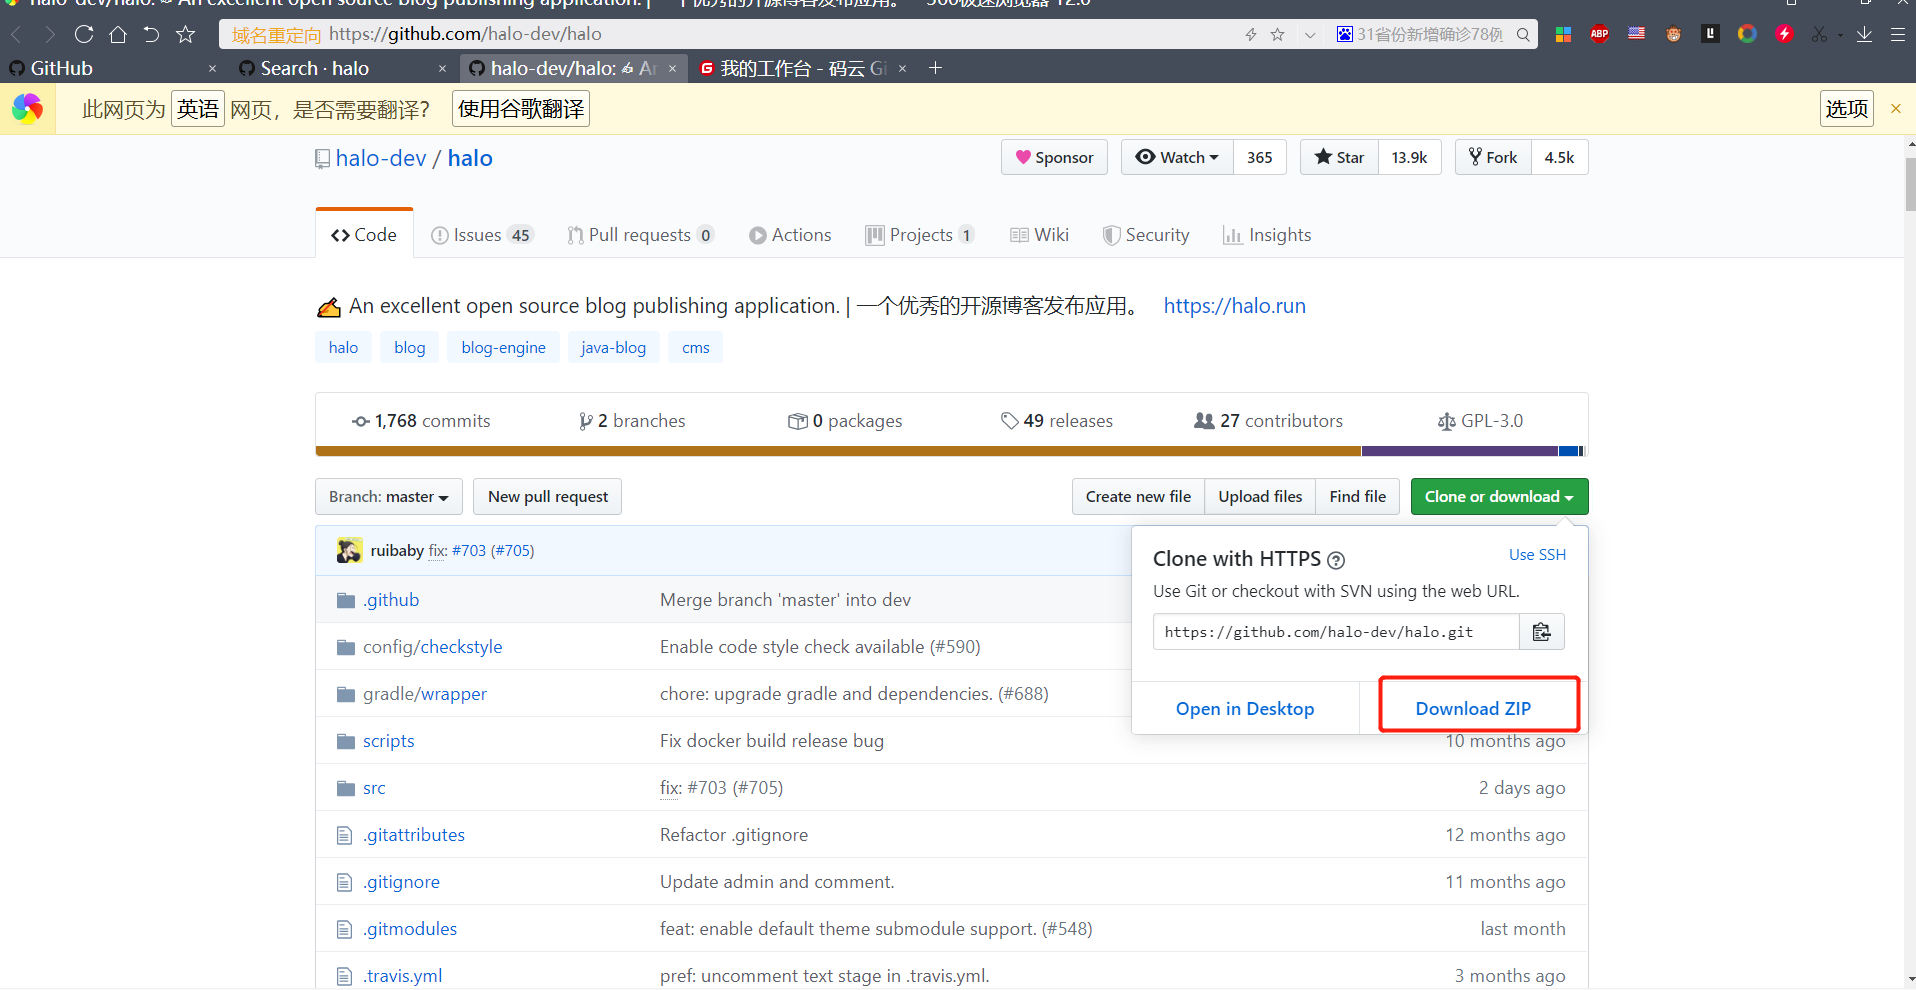 halo-dev/halo: ✍ An excellent open source blog publishing application. | 一个优秀的开源博客发布应用。 - 360极速浏览器 12.0
域名重定向 https://github.com/halo-dev/halo
31省份新增确诊78例
ABP
GitHub
Search · halo
halo-dev/halo: ✍ An
我的工作台 - 码云 Gi
此网页为 英语 网页，是否需要翻译? 使用谷歌翻译 选项
halo-dev / halo
Sponsor
Watch 365
Star 13.9k
Fork 4.5k
Code
Issues 45
Pull requests 0
Actions
Projects 1
Wiki
Security
Insights
✍ An excellent open source blog publishing application. | 一个优秀的开源博客发布应用。 https://halo.run
halo blog blog-engine java-blog cms
1,768 commits
2 branches
0 packages
49 releases
27 contributors
GPL-3.0
Branch: master
New pull request
Create new file
Upload files
Find file
Clone or download
ruibaby fix: #703 (#705)
Clone with HTTPS
Use SSH
Use Git or checkout with SVN using the web URL.
https://github.com/halo-dev/halo.git
Open in Desktop
Download ZIP
.github Merge branch 'master' into dev
config/checkstyle Enable code style check available (#590)
gradle/wrapper chore: upgrade gradle and dependencies. (#688)
scripts Fix docker build release bug 10 months ago
src fix: #703 (#705) 2 days ago
.gitattributes Refactor .gitignore 12 months ago
.gitignore Update admin and comment. 11 months ago
.gitmodules feat: enable default theme submodule support. (#548) last month
.travis.yml pref: uncomment text stage in .travis.yml. 3 months ago